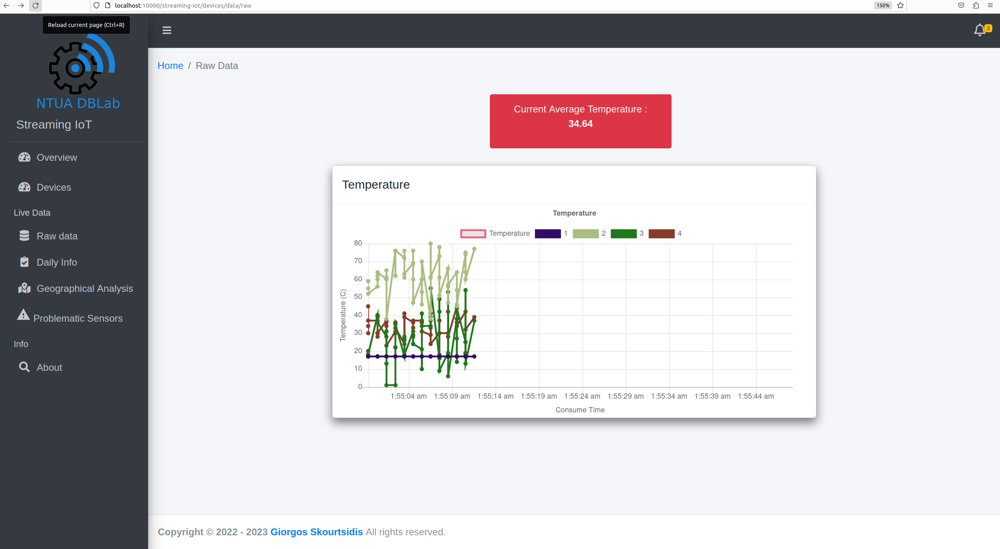 localhost:10000/streaming-iot/devices/data/raw
150%
Reload current page (Ctrl+R)
3
NTUA DBLab
Streaming IoT
Overview
Devices
Live Data
Raw data
Daily Info
Geographical Analysis
Problematic Sensors
Info
About
Home / Raw Data
Current Average Temperature :
34.64
Temperature
Temperature
Temperature 1 2 3 4
Temperature (C)
80
70
60
50
40
30
20
10
0
1:55:04 am 1:55:09 am 1:55:14 am 1:55:19 am 1:55:24 am 1:55:29 am 1:55:34 am 1:55:39 am 1:55:44 am
Consume Time
Copyright © 2022 - 2023 Giorgos Skourtsidis All rights reserved.